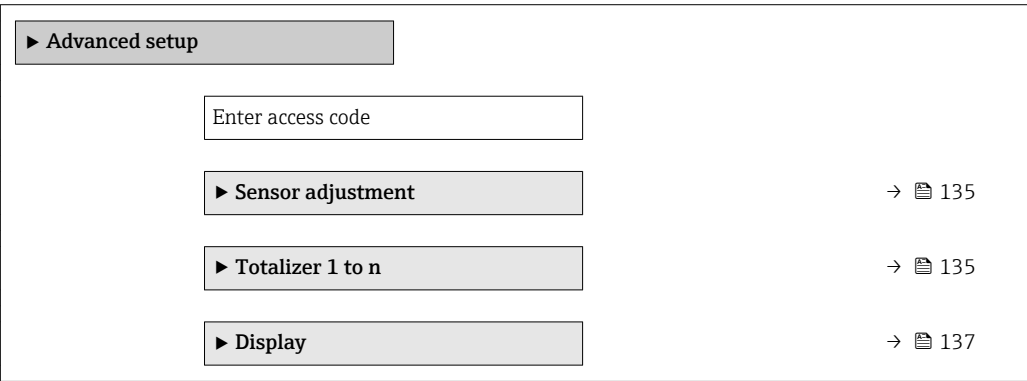 ▶ Advanced setup
Enter access code
▶ Sensor adjustment → 135
▶ Totalizer 1 to n → 135
▶ Display → 137